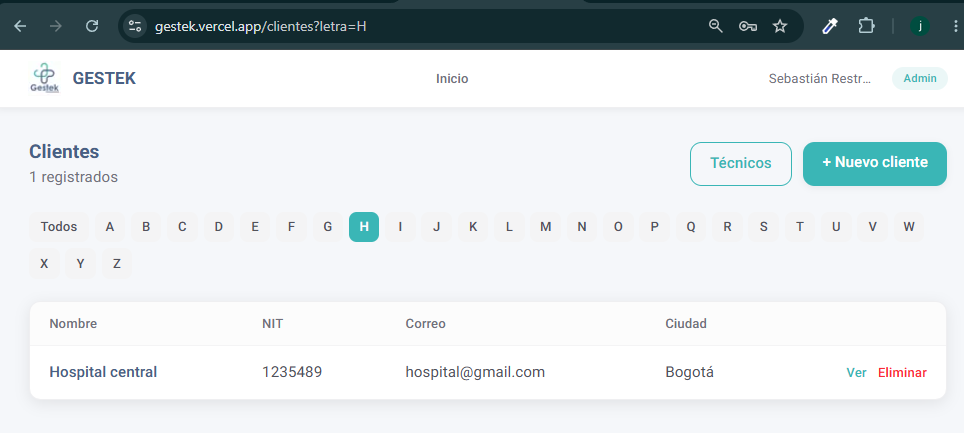 gestek.vercel.app/clientes?letra=H
j
Gestek
GESTEK
Inicio
Sebastián Restr...
Admin
Clientes
1 registrados
Técnicos
+ Nuevo cliente
Todos A B C D E F G H I J K L M N O P Q R S T U V W
X Y Z
Nombre NIT Correo Ciudad
Hospital central 1235489 hospital@gmail.com Bogotá Ver Eliminar